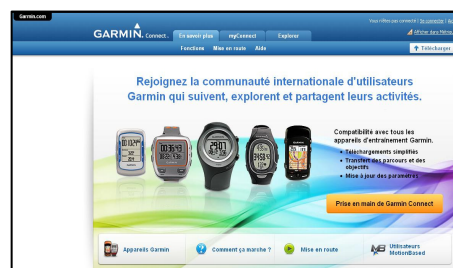 Garmin.com
Vous n'êtes pas connecté | Se connecter |
GARMIN. Connect
En savoir plus myConnect Explorer
Afficher dans
Fonctions Mise en route Aide
Télécharger
Rejoignez la communauté internationale d'utilisateurs
Garmin qui suivent, explorent et partagent leurs activités.
Compatibilité avec tous les
appareils d'entraînement Garmin.
• Téléchargements simplifiés
• Transfert des parcours et des
objectifs
• Mise à jour des paramètres
Prise en main de Garmin Connect
Appareils Garmin
Comment ça marche ?
Mise en route
Utilisateurs
MotionBased